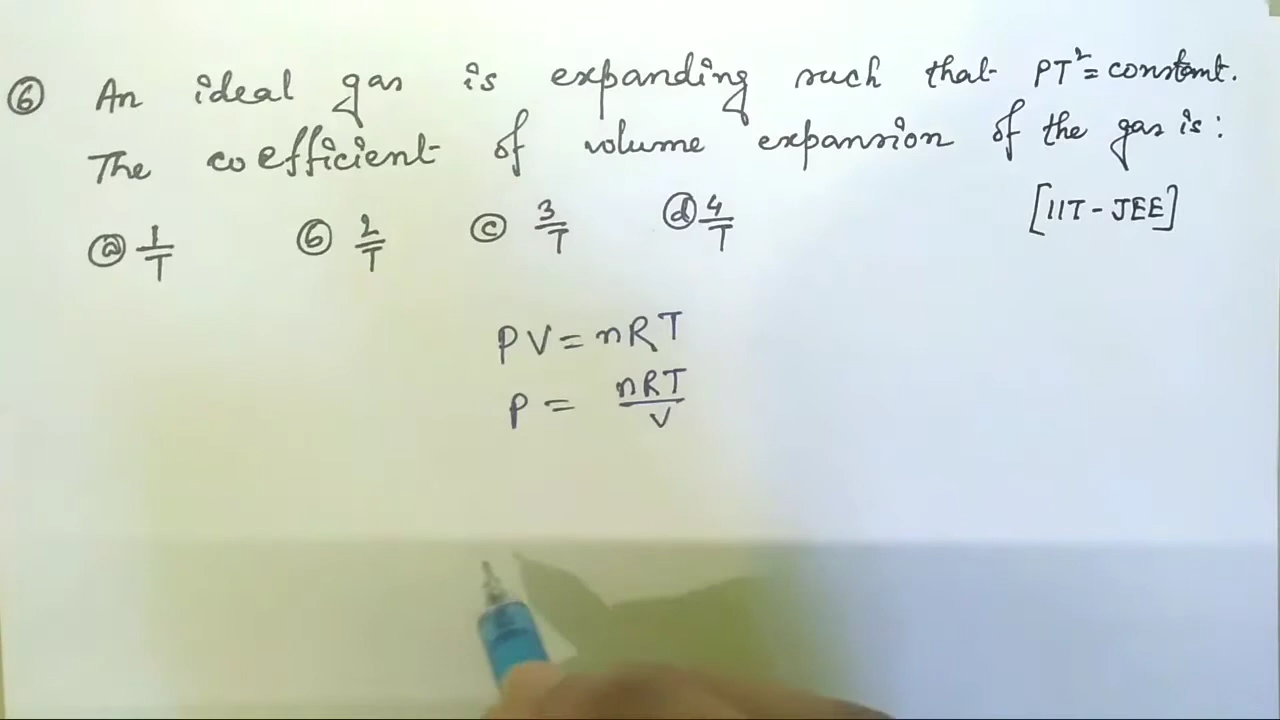 ⑥ An ideal gas is expanding such that PT² = constant.
The coefficient of volume expansion of the gas is:
ⓐ 1/T ⓑ 2/T ⓒ 3/T ⓓ 4/T
[IIT-JEE]
PV = nRT
P = nRT/V